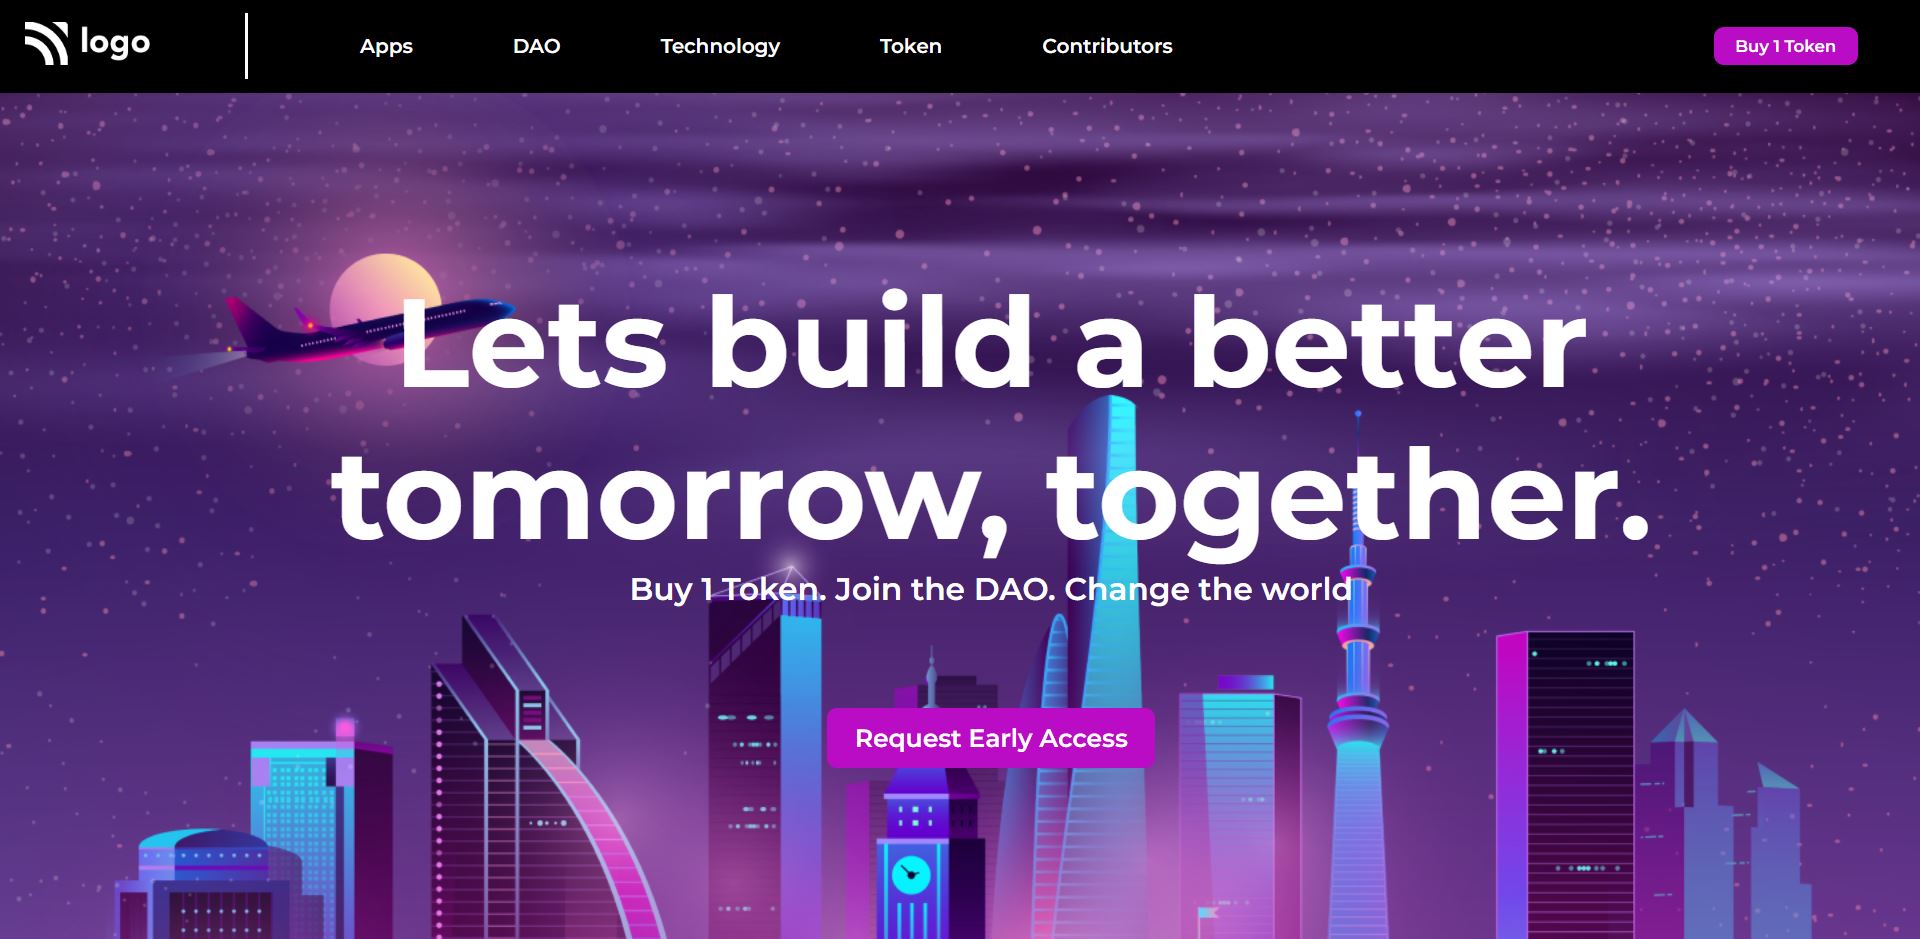 logo
Apps
DAO
Technology
Token
Contributors
Buy 1 Token
Lets build a better
tomorrow, together.
Buy 1 Token. Join the DAO. Change the world
Request Early Access